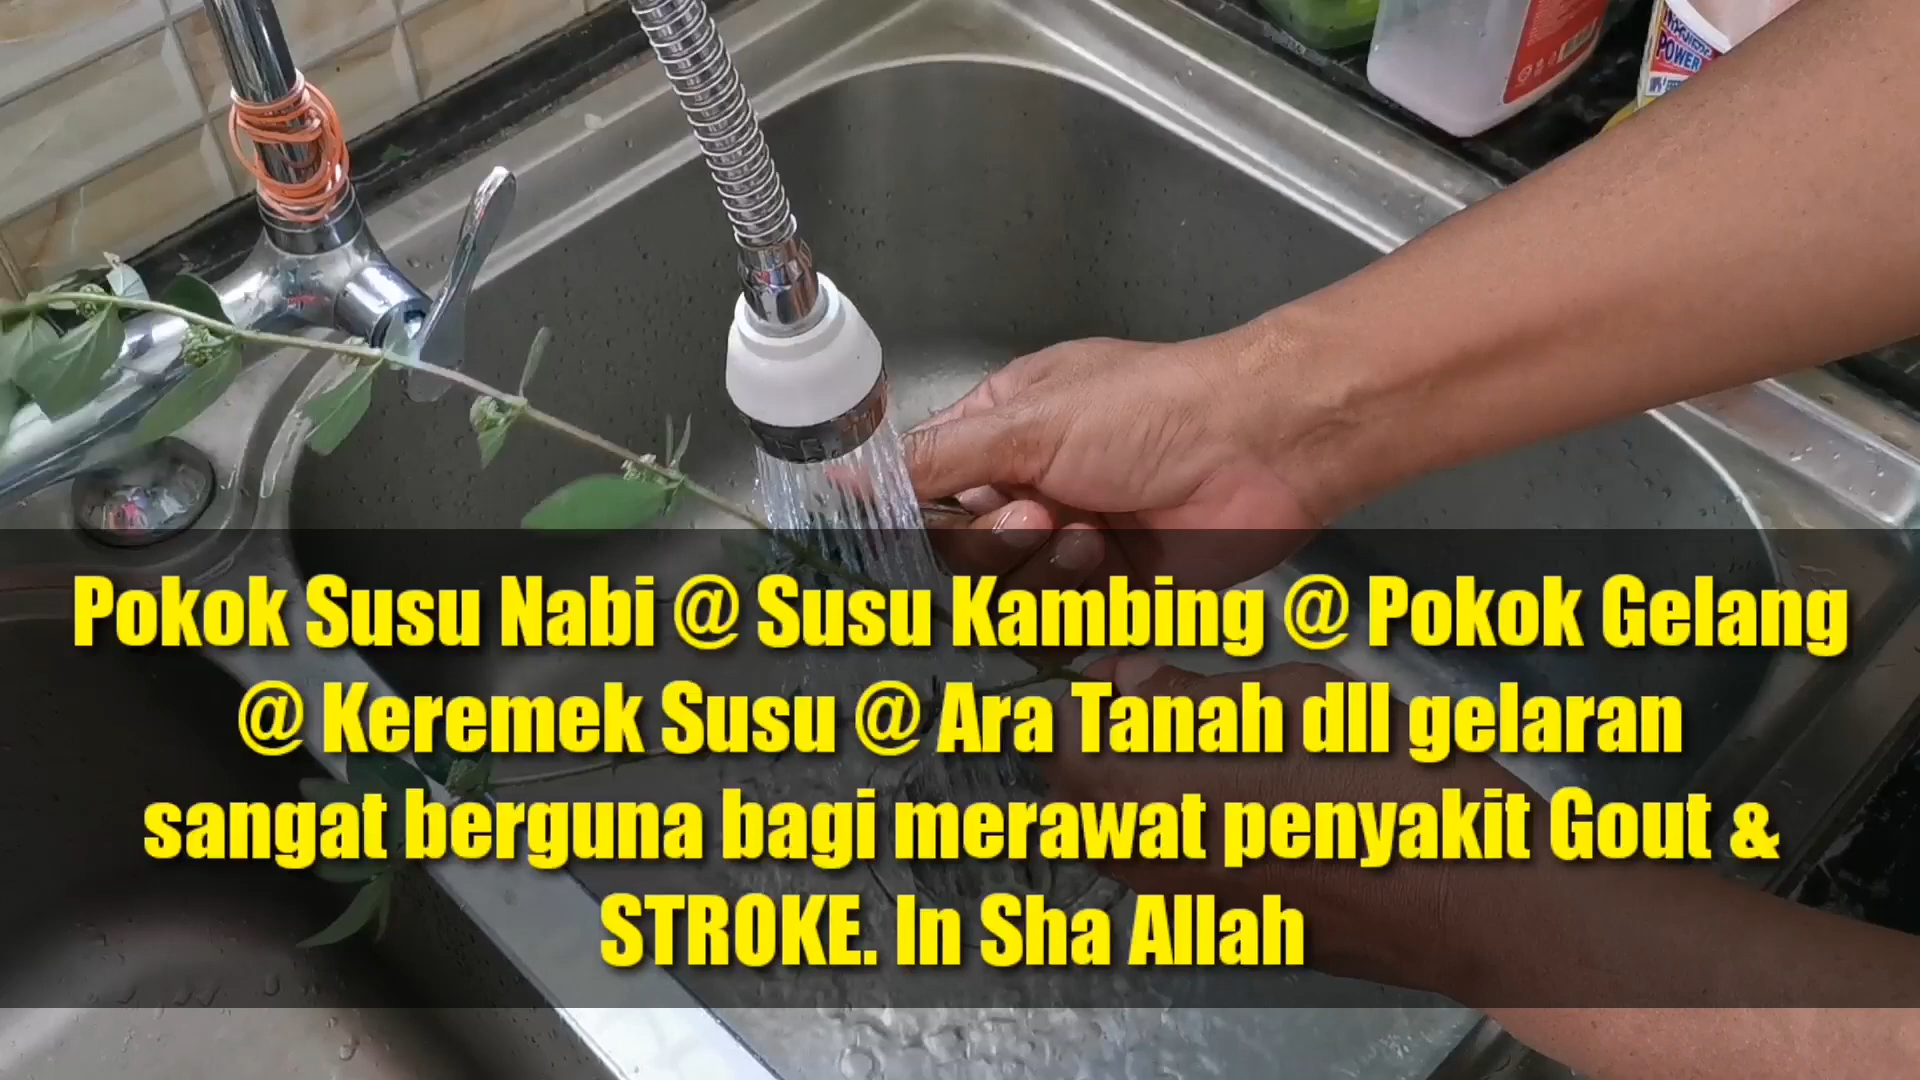 POWER
Pokok Susu Nabi @ Susu Kambing @ Pokok Gelang
@ Keremek Susu @ Ara Tanah dll gelaran
sangat berguna bagi merawat penyakit Gout &
STROKE. In Sha Allah